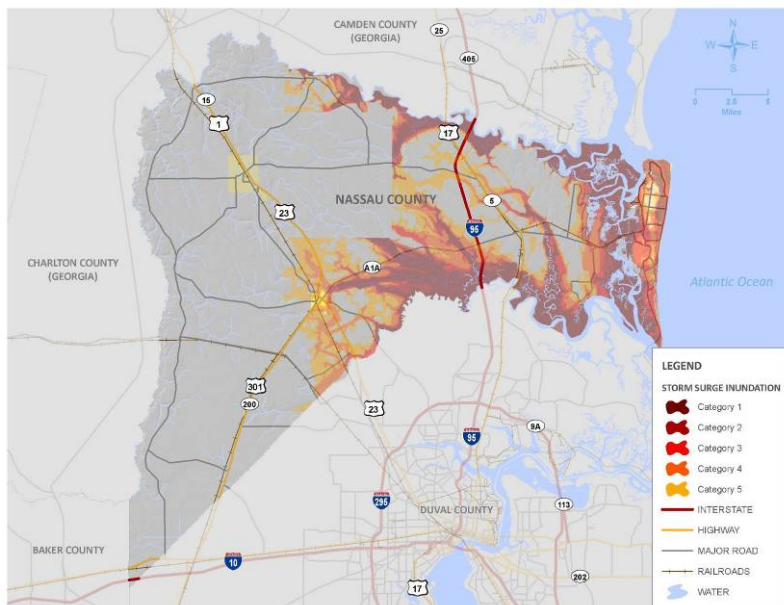 CAMDEN COUNTY
(GEORGIA)
25
405
N
W E
S
0 2.5 5
Miles
15
1
17
NASSAU COUNTY
23
5
95
CHARLTON COUNTY
(GEORGIA)
A1A
Atlantic Ocean
301
200
23
95
9A
295
DUVAL COUNTY
113
BAKER COUNTY
10
17
202
LEGEND
STORM SURGE INUNDATION
Category 1
Category 2
Category 3
Category 4
Category 5
INTERSTATE
HIGHWAY
MAJOR ROAD
RAILROADS
WATER